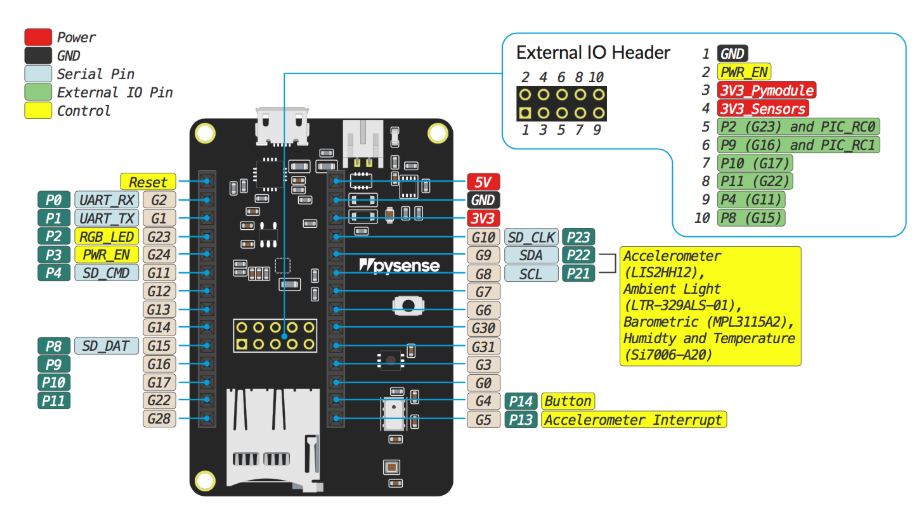 Power
GND
Serial Pin
External IO Pin
Control
External IO Header
2 4 6 8 10
1 3 5 7 9
1 GND
2 PWR_EN
3 3V3_Pymodule
4 3V3_Sensors
5 P2 (G23) and PIC_RC0
6 P9 (G16) and PIC_RC1
7 P10 (G17)
8 P11 (G22)
9 P4 (G11)
10 P8 (G15)
Reset
P0 UART_RX G2
P1 UART_TX G1
P2 RGB_LED G23
P3 PWR_EN G24
P4 SD_CMD G11
G12
G13
G14
P8 SD_DAT G15
P9 G16
P10 G17
P11 G22
G28
pysense
5V
GND
3V3
G10 SD_CLK P23
G9 SDA P22
G8 SCL P21
G7
G6
G30
G31
G3
G0
G4 P14 Button
G5 P13 Accelerometer Interrupt
Accelerometer
(LIS2HH12),
Ambient Light
(LTR-329ALS-01),
Barometric (MPL3115A2),
Humidty and Temperature
(Si7006-A20)